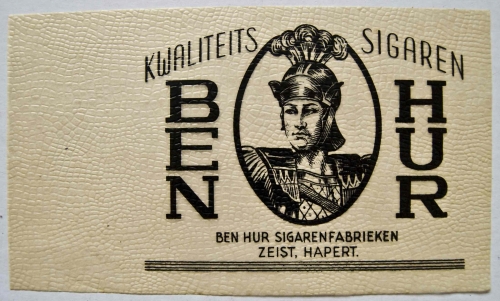 KWALITEITS SIGAREN
BEN HUR
BEN HUR SIGARENFABRIEKEN
ZEIST, HAPERT.